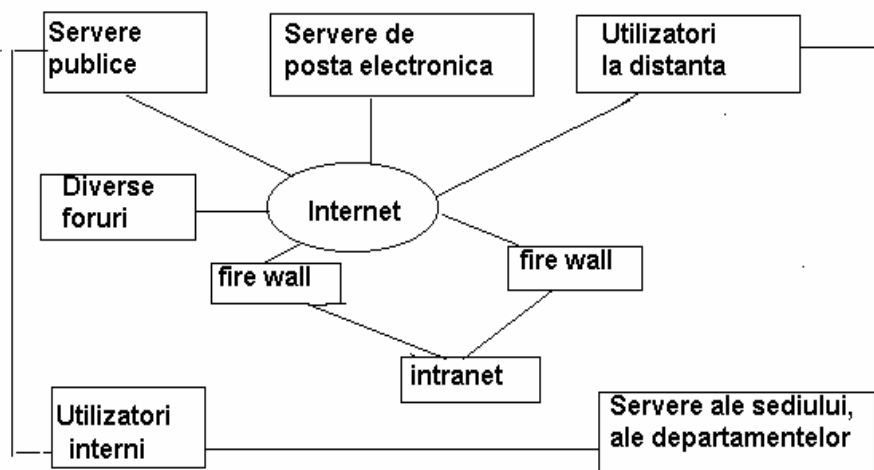 Servere
publice
Servere de
posta electronica
Utilizatori
la distanta
Diverse
foruri
Internet
fire wall
fire wall
intranet
Utilizatori
interni
Servere ale sediului,
ale departamentelor